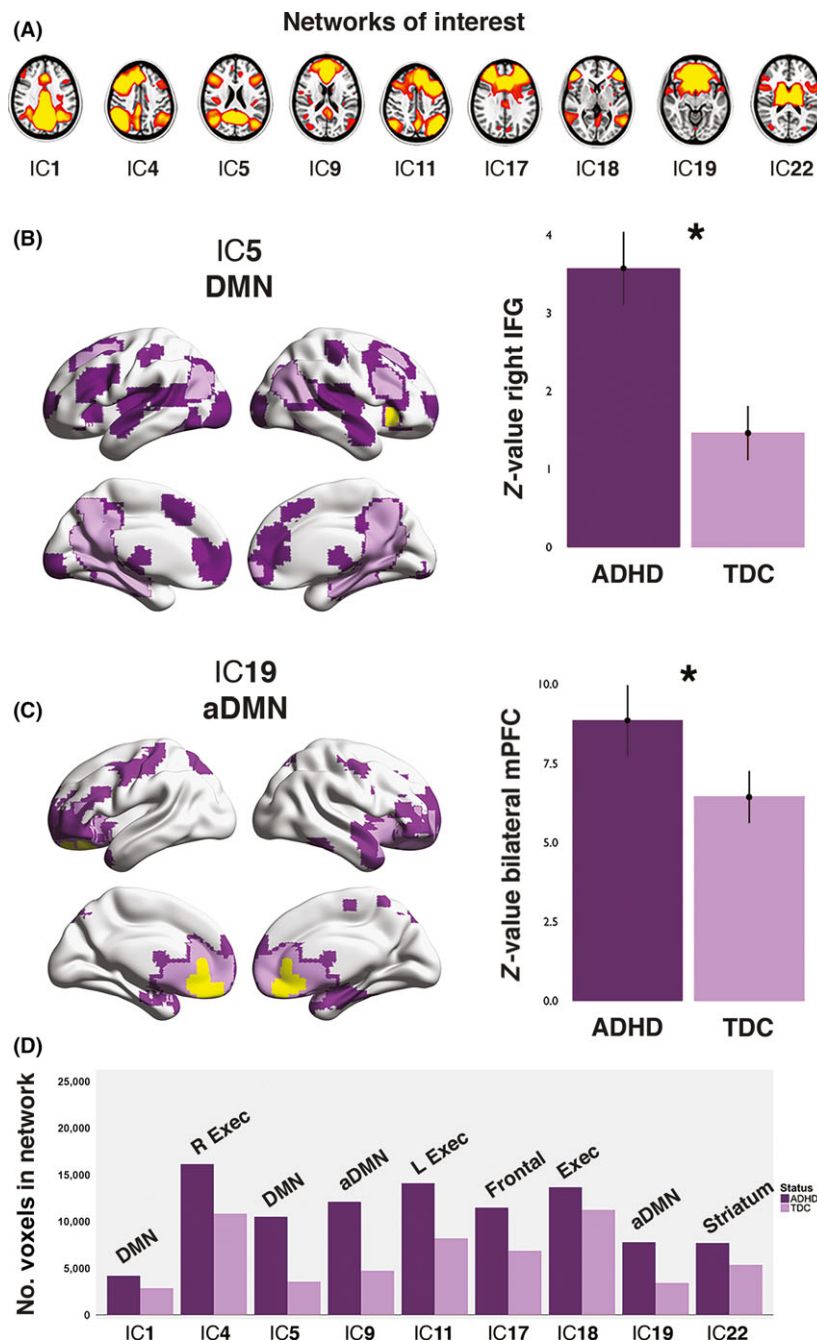 Networks of interest
(A)
IC1 IC4 IC5 IC9 IC11 IC17 IC18 IC19 IC22
(B)
IC5
DMN
Z-value right IFG
4
3
2
1
0
*
ADHD TDC
IC19
(C)
aDMN
Z-value bilateral mPFC
10.0
7.5
5.0
2.5
0.0
*
ADHD TDC
(D)
No. voxels in network
25,000
20,000
15,000
10,000
5,000
0
DMN R Exec DMN aDMN L Exec Frontal Exec aDMN Striatum
Status
ADHD
TDC
IC1 IC4 IC5 IC9 IC11 IC17 IC18 IC19 IC22